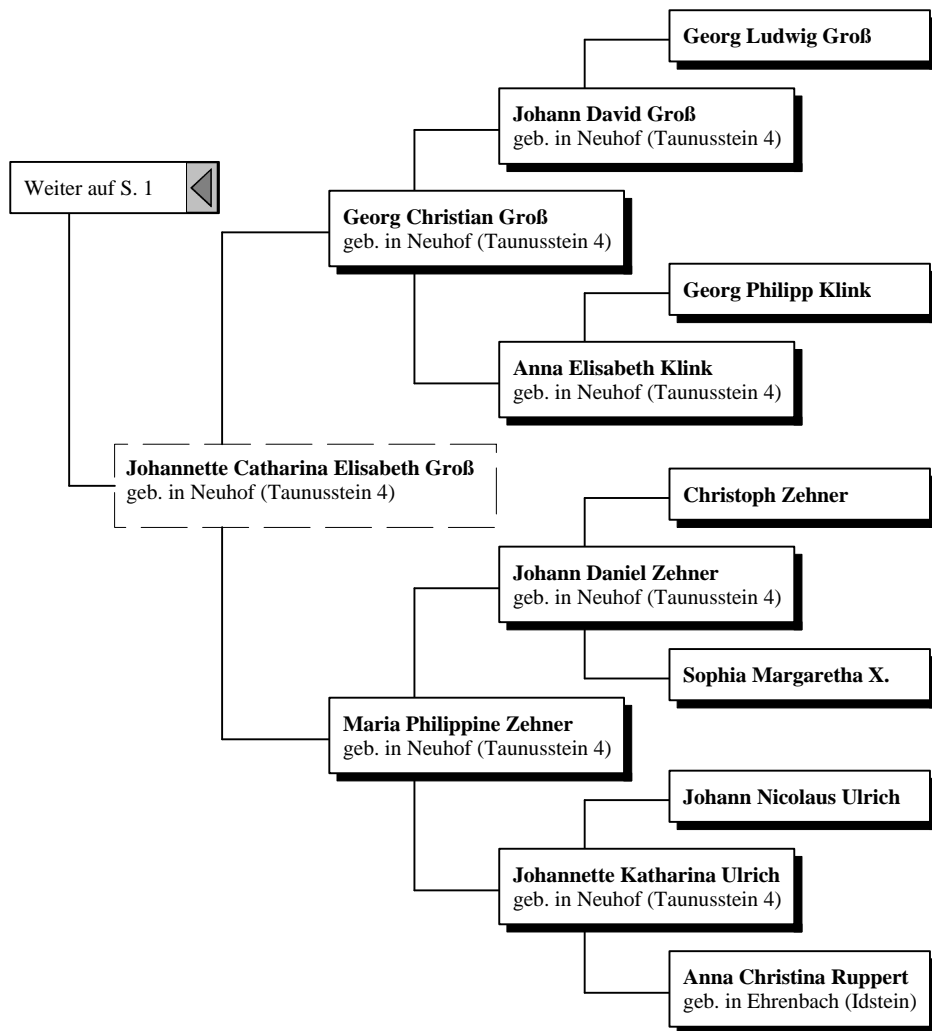 Georg Ludwig Groß
Johann David Groß
geb. in Neuhof (Taunusstein 4)
Weiter auf S. 1
Georg Christian Groß
geb. in Neuhof (Taunusstein 4)
Georg Philipp Klink
Anna Elisabeth Klink
geb. in Neuhof (Taunusstein 4)
Johannette Catharina Elisabeth Groß
geb. in Neuhof (Taunusstein 4)
Christoph Zehner
Johann Daniel Zehner
geb. in Neuhof (Taunusstein 4)
Sophia Margaretha X.
Maria Philippine Zehner
geb. in Neuhof (Taunusstein 4)
Johann Nicolaus Ulrich
Johannette Katharina Ulrich
geb. in Neuhof (Taunusstein 4)
Anna Christina Ruppert
geb. in Ehrenbach (Idstein)